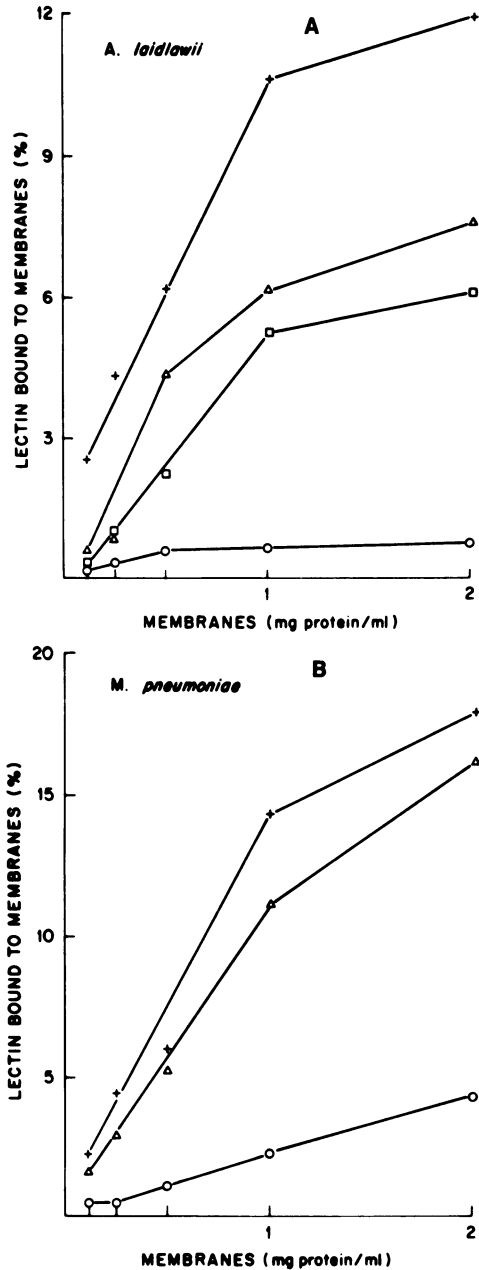 12
A
A. laidlawii
9
6
3
LECTIN BOUND TO MEMBRANES (%)
1
2
MEMBRANES (mg protein/ml)
20
B
M. pneumoniae
15
10
5
LECTIN BOUND TO MEMBRANES (%)
1
2
MEMBRANES (mg protein/ml)